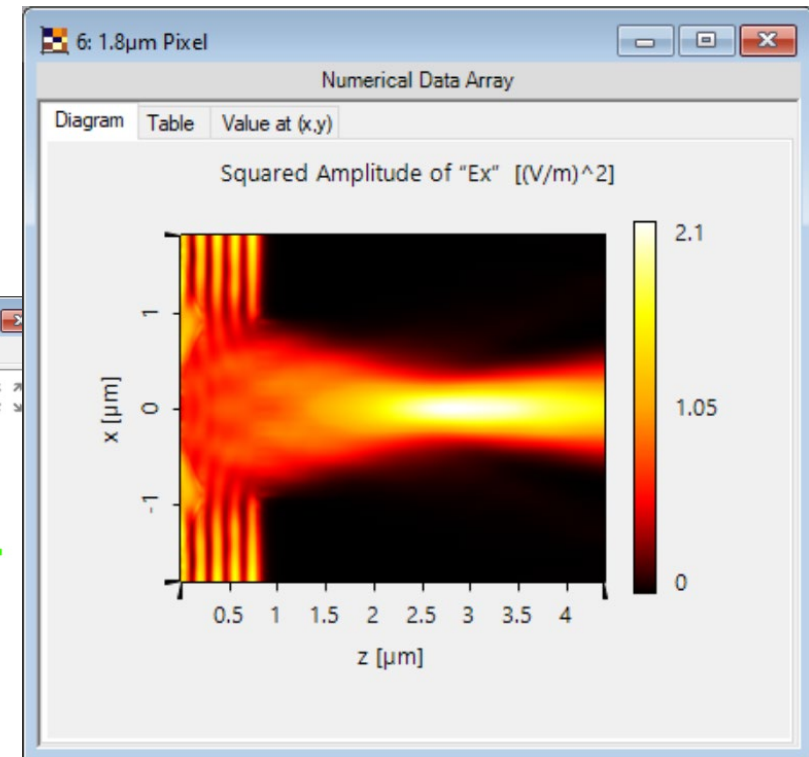 6: 1.8µm Pixel
Numerical Data Array
Diagram Table Value at (x,y)
Squared Amplitude of "Ex" [(V/m)^2]
2.1
1.05
0
1
0
-1
x [µm]
0.5 1 1.5 2 2.5 3 3.5 4
z [µm]